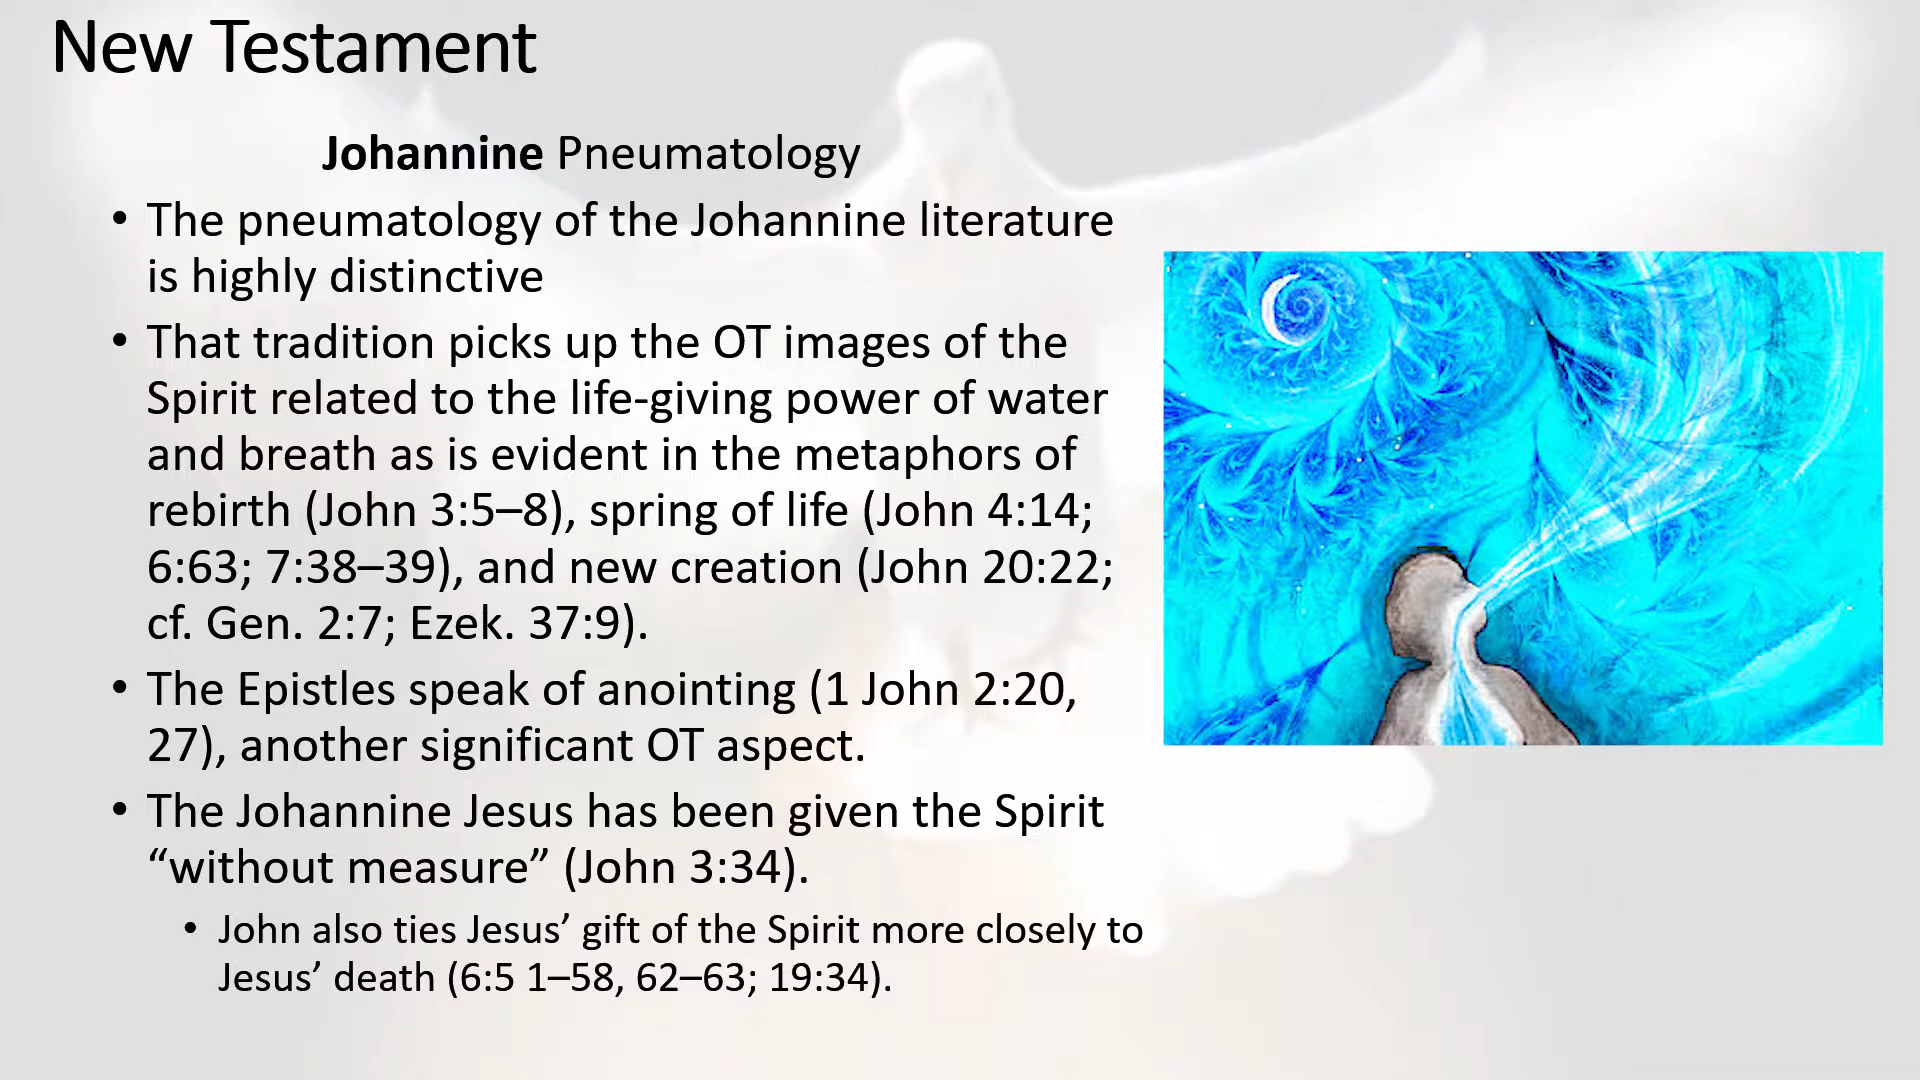 New Testament
Johannine Pneumatology
• The pneumatology of the Johannine literature
is highly distinctive
• That tradition picks up the OT images of the
Spirit related to the life-giving power of water
and breath as is evident in the metaphors of
rebirth (John 3:5–8), spring of life (John 4:14;
6:63; 7:38–39), and new creation (John 20:22;
cf. Gen. 2:7; Ezek. 37:9).
• The Epistles speak of anointing (1 John 2:20,
27), another significant OT aspect.
• The Johannine Jesus has been given the Spirit
“without measure” (John 3:34).
• John also ties Jesus’ gift of the Spirit more closely to
Jesus’ death (6:5 1–58, 62–63; 19:34).